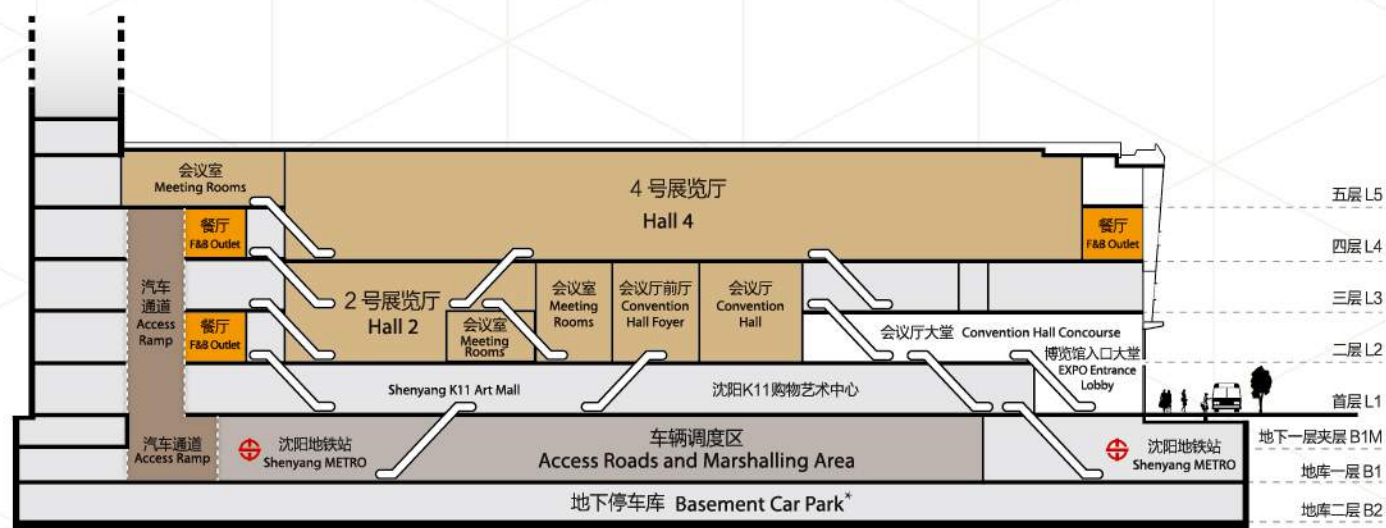 会议室
Meeting Rooms
4 号展览厅
Hall 4
五层 L5
餐厅
F&B Outlet
餐厅
F&B Outlet
四层 L4
汽车
通道
Access
Ramp
2 号展览厅
Hall 2
会议室
Meeting
Rooms
会议室
Meeting
Rooms
会议厅前厅
Convention
Hall Foyer
会议厅
Convention
Hall
三层 L3
餐厅
F&B Outlet
会议厅大堂 Convention Hall Concourse
博览馆入口大堂
EXPO Entrance
Lobby
二层 L2
Shenyang K11 Art Mall
沈阳K11购物艺术中心
首层 L1
汽车通道
Access Ramp
沈阳地铁站
Shenyang METRO
车辆调度区
Access Roads and Marshalling Area
沈阳地铁站
Shenyang METRO
地下一层夹层 B1M
地库一层 B1
地下停车库 Basement Car Park*
地库二层 B2